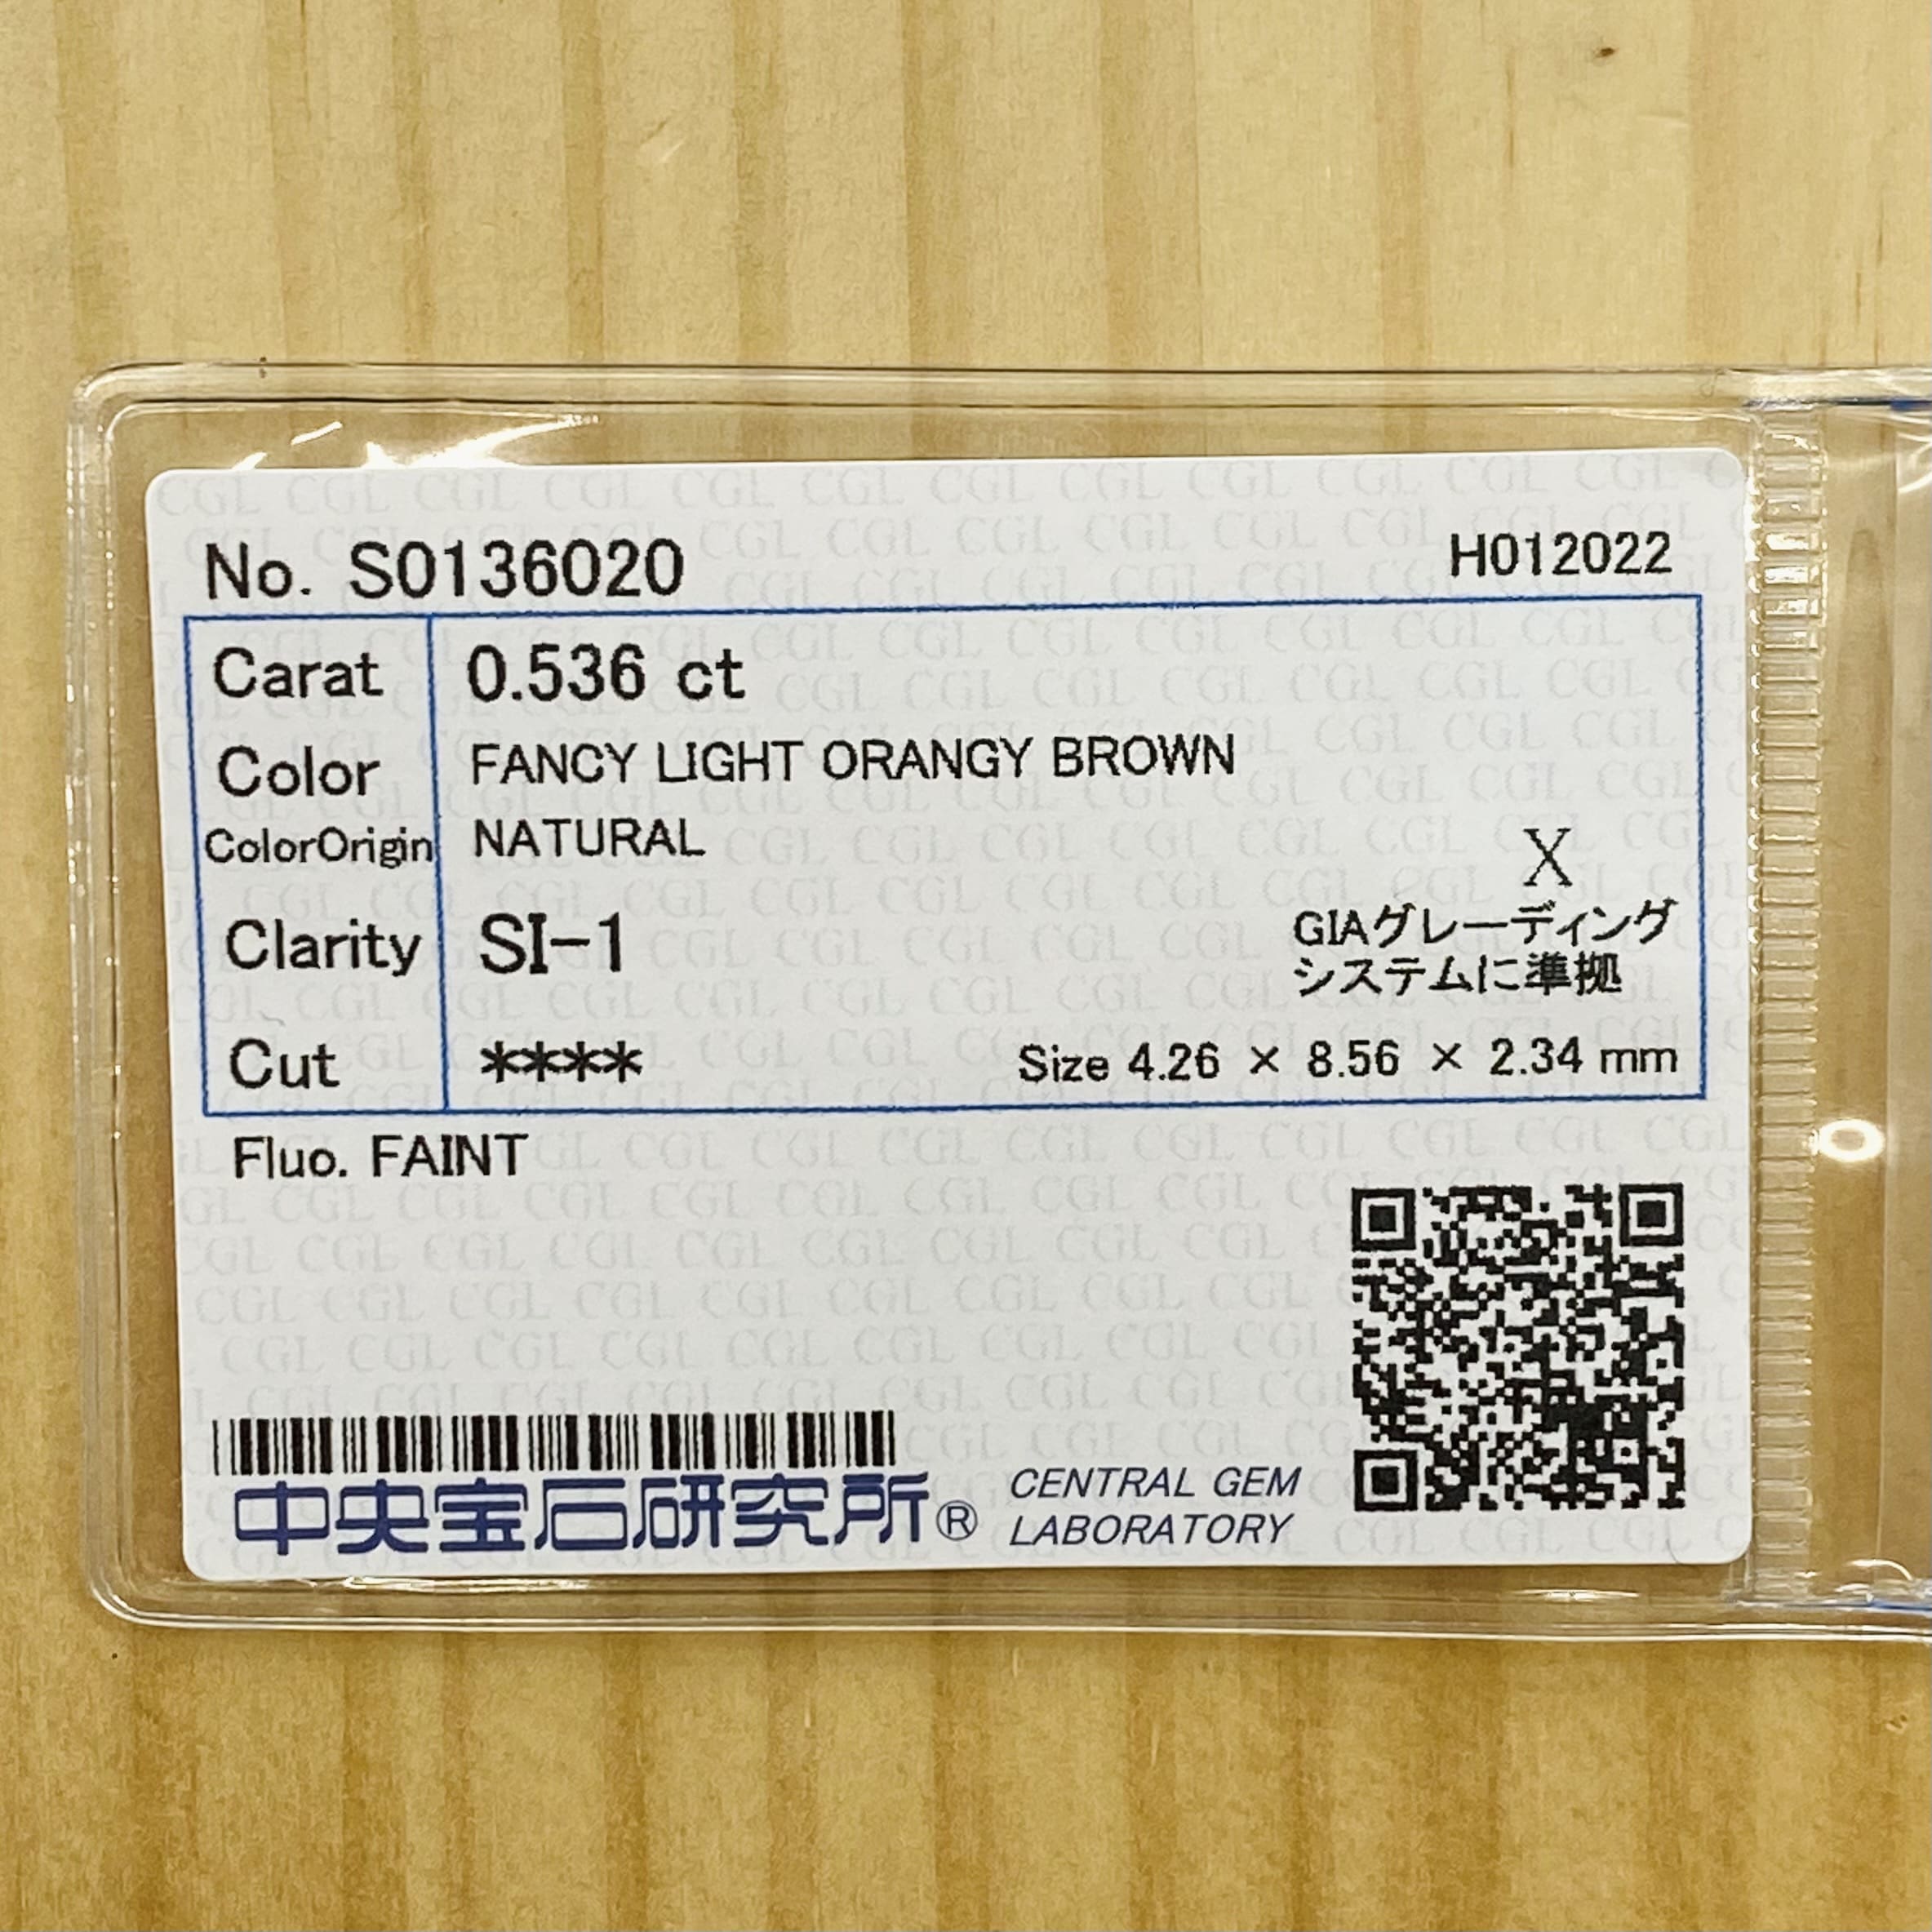 No. S0136020
H012022
Carat 0.536 ct
Color FANCY LIGHT ORANGY BROWN
ColorOrigin NATURAL
X
Clarity SI-1
GIAグレーディング
システムに準拠
Cut **** Size 4.26 × 8.56 × 2.34 mm
Fluo. FAINT
中央宝石研究所®
CENTRAL GEM
LABORATORY